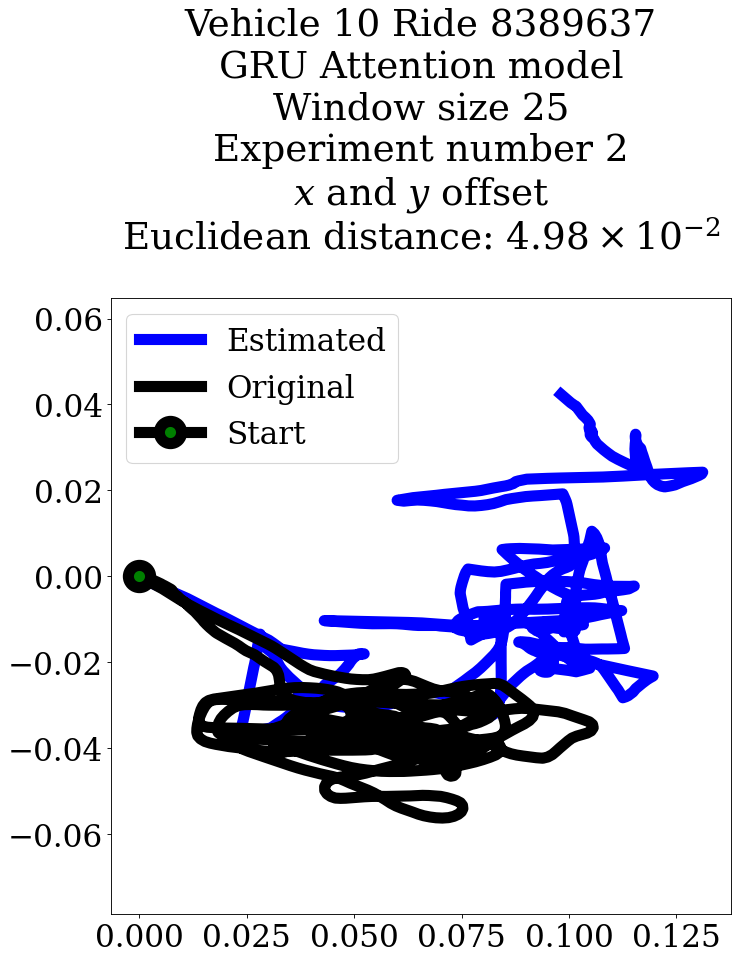 Vehicle 10 Ride 8389637
GRU Attention model
Window size 25
Experiment number 2
x and y offset
Euclidean distance: 4.98 × 10⁻²
Estimated
Original
Start
0.06
0.04
0.02
0.00
−0.02
−0.04
−0.06
0.000 0.025 0.050 0.075 0.100 0.125